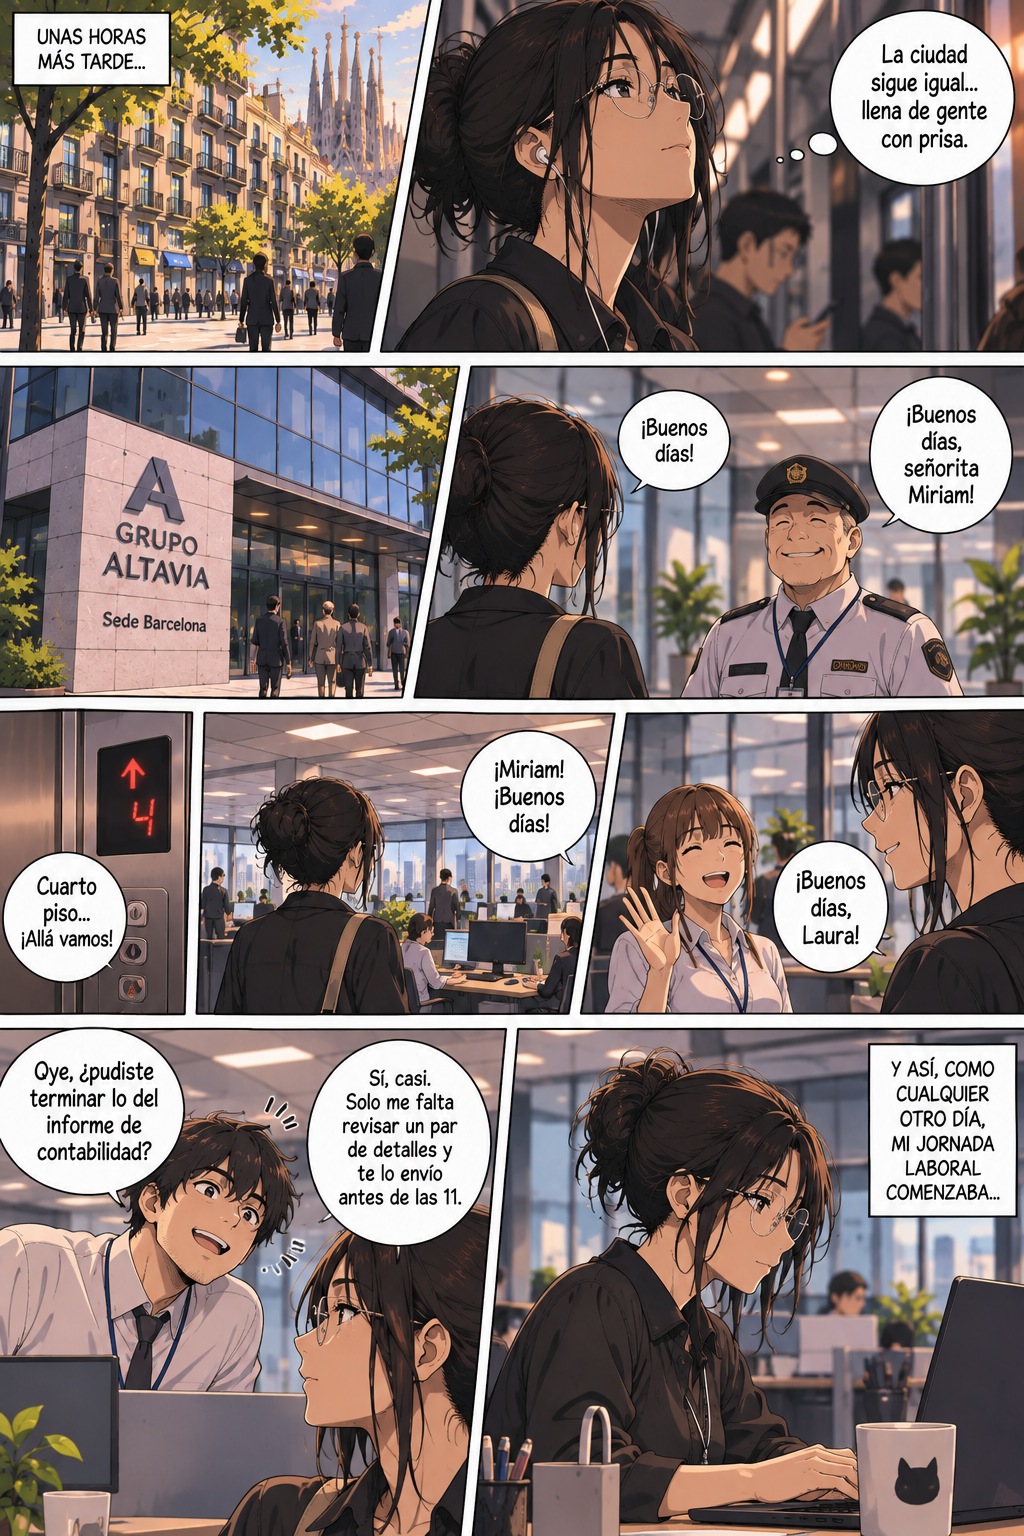 UNAS HORAS
MÁS TARDE...
La ciudad
sigue igual...
llena de gente
con prisa.
A
GRUPO
ALTAVIA
Sede Barcelona
¡Buenos
días!
¡Buenos
días,
señorita
Miriam!
4
Cuarto
piso...
¡Allá vamos!
¡Miriam!
¡Buenos
días!
¡Buenos
días,
Laura!
Qye, ¿pudiste
terminar lo del
informe de
contabilidad?
Sí, casi.
Solo me falta
revisar un par
de detalles y
te lo envío
antes de las 11.
Y ASÍ, COMO
CUALQUIER
OTRO DÍA,
MI JORNADA
LABORAL
COMENZABA...